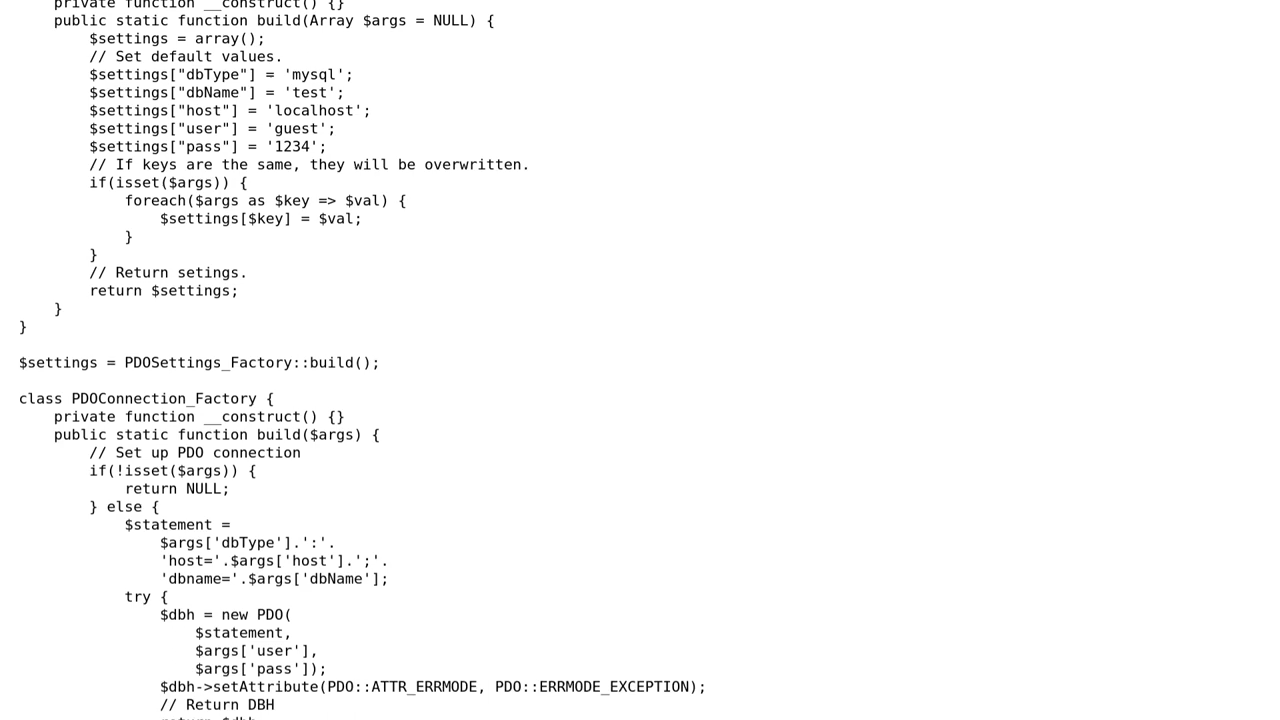 private function __construct() {}
    public static function build(Array $args = NULL) {
        $settings = array();
        // Set default values.
        $settings["dbType"] = 'mysql';
        $settings["dbName"] = 'test';
        $settings["host"] = 'localhost';
        $settings["user"] = 'guest';
        $settings["pass"] = '1234';
        // If keys are the same, they will be overwritten.
        if(isset($args)) {
            foreach($args as $key => $val) {
                $settings[$key] = $val;
            }
        }
        // Return setings.
        return $settings;
    }
}

$settings = PDOSettings_Factory::build();

class PDOConnection_Factory {
    private function __construct() {}
    public static function build($args) {
        // Set up PDO connection
        if(!isset($args)) {
            return NULL;
        } else {
            $statement =
                $args['dbType'].':'.
                'host='.$args['host'].';'.
                'dbname='.$args['dbName'];
            try {
                $dbh = new PDO(
                    $statement,
                    $args['user'],
                    $args['pass']);
                $dbh->setAttribute(PDO::ATTR_ERRMODE, PDO::ERRMODE_EXCEPTION);
                // Return DBH